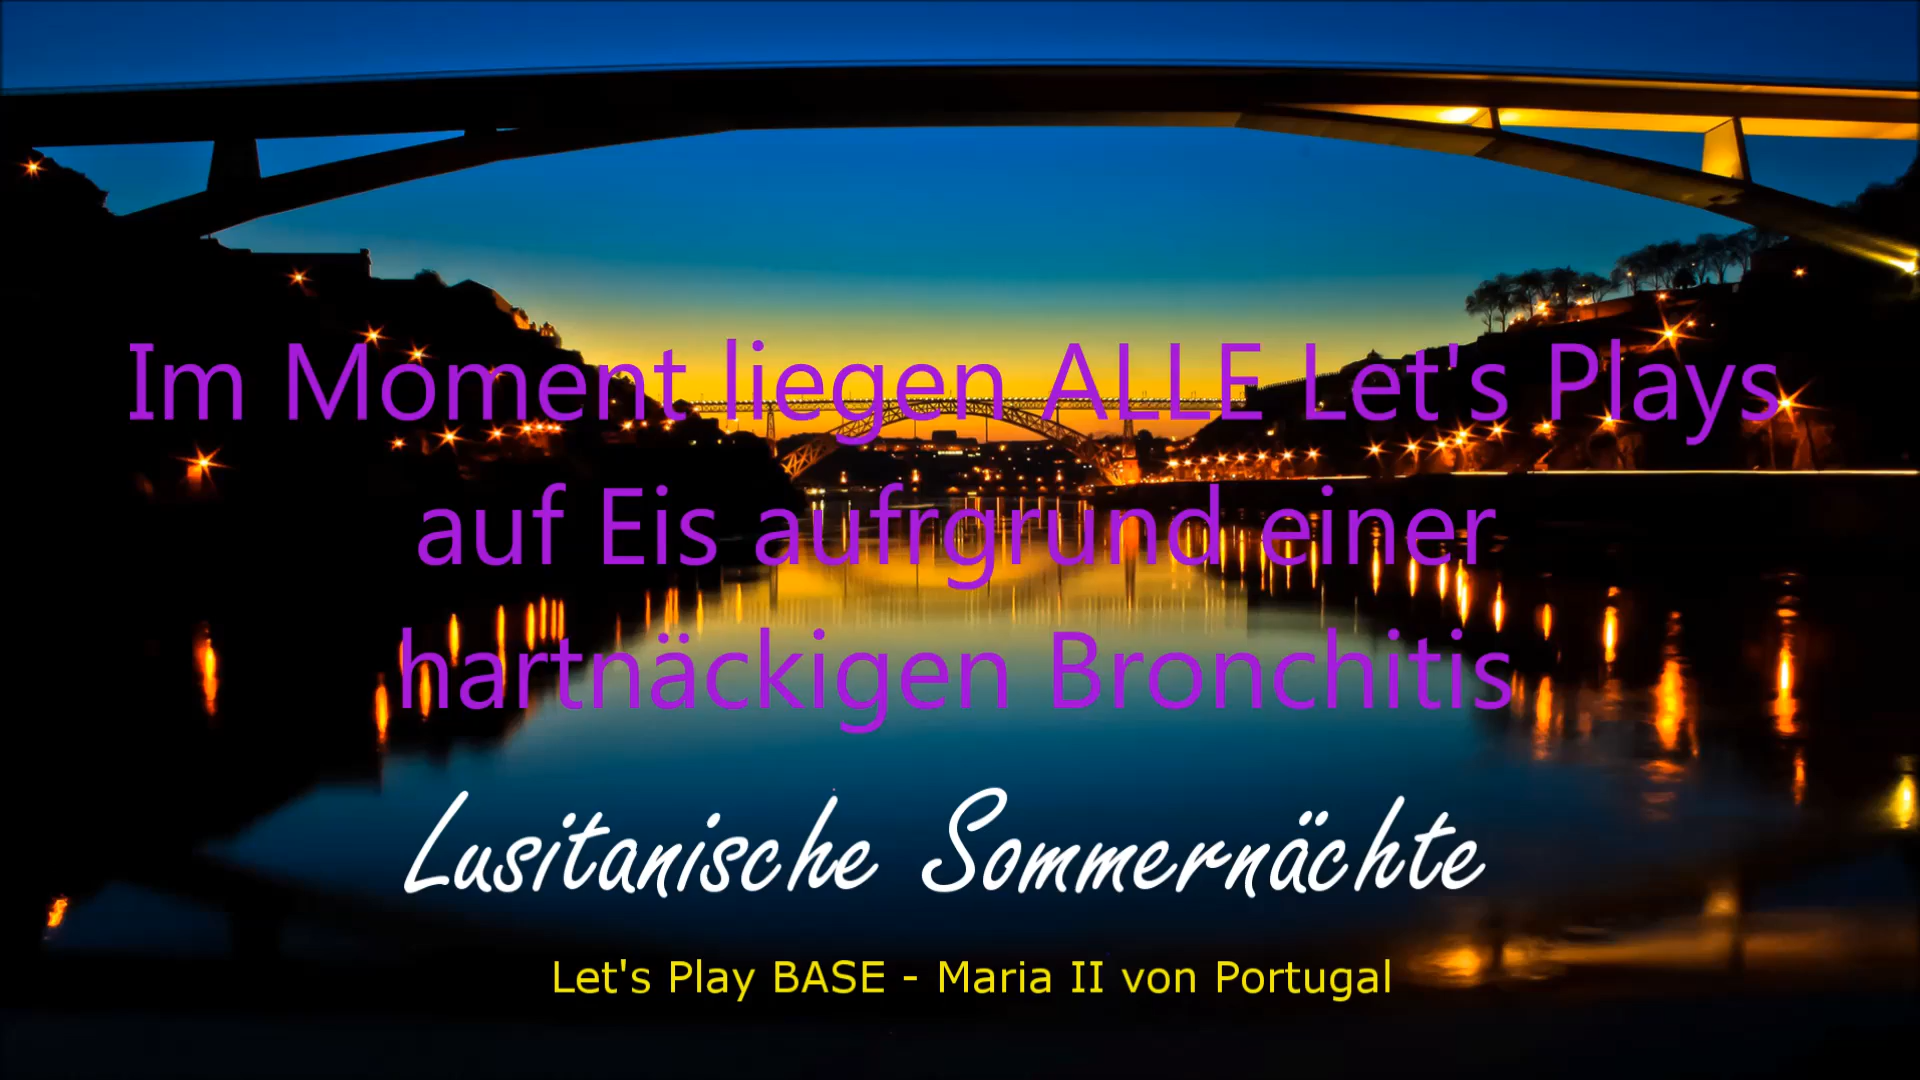 Im Moment liegen ALLE Let's Plays
auf Eis aufrgrund einer
hartnäckigen Bronchitis
Lusitanische Sommernächte
Let's Play BASE - Maria II von Portugal